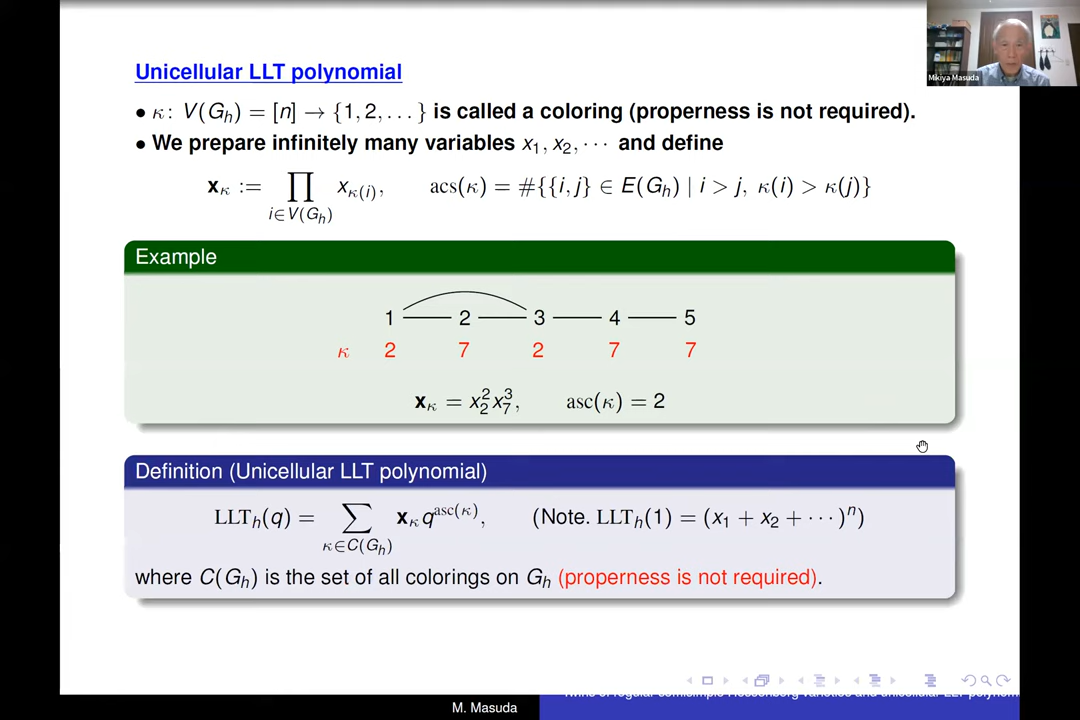 Unicellular LLT polynomial
Mikiya Masuda
• κ: V(G_h) = [n] → {1, 2, . . . } is called a coloring (properness is not required).
• We prepare infinitely many variables x_1, x_2, ··· and define
x_κ := ∏_{i∈V(G_h)} x_{κ(i)}, acs(κ) = #{{i, j} ∈ E(G_h) | i > j, κ(i) > κ(j)}
Example
1 2 3 4 5
κ 2 7 2 7 7
x_κ = x_2^2 x_7^3, asc(κ) = 2
Definition (Unicellular LLT polynomial)
LLT_h(q) = ∑_{κ∈C(G_h)} x_κ q^{asc(κ)}, (Note. LLT_h(1) = (x_1 + x_2 + ···)^n)
where C(G_h) is the set of all colorings on G_h (properness is not required).
M. Masuda